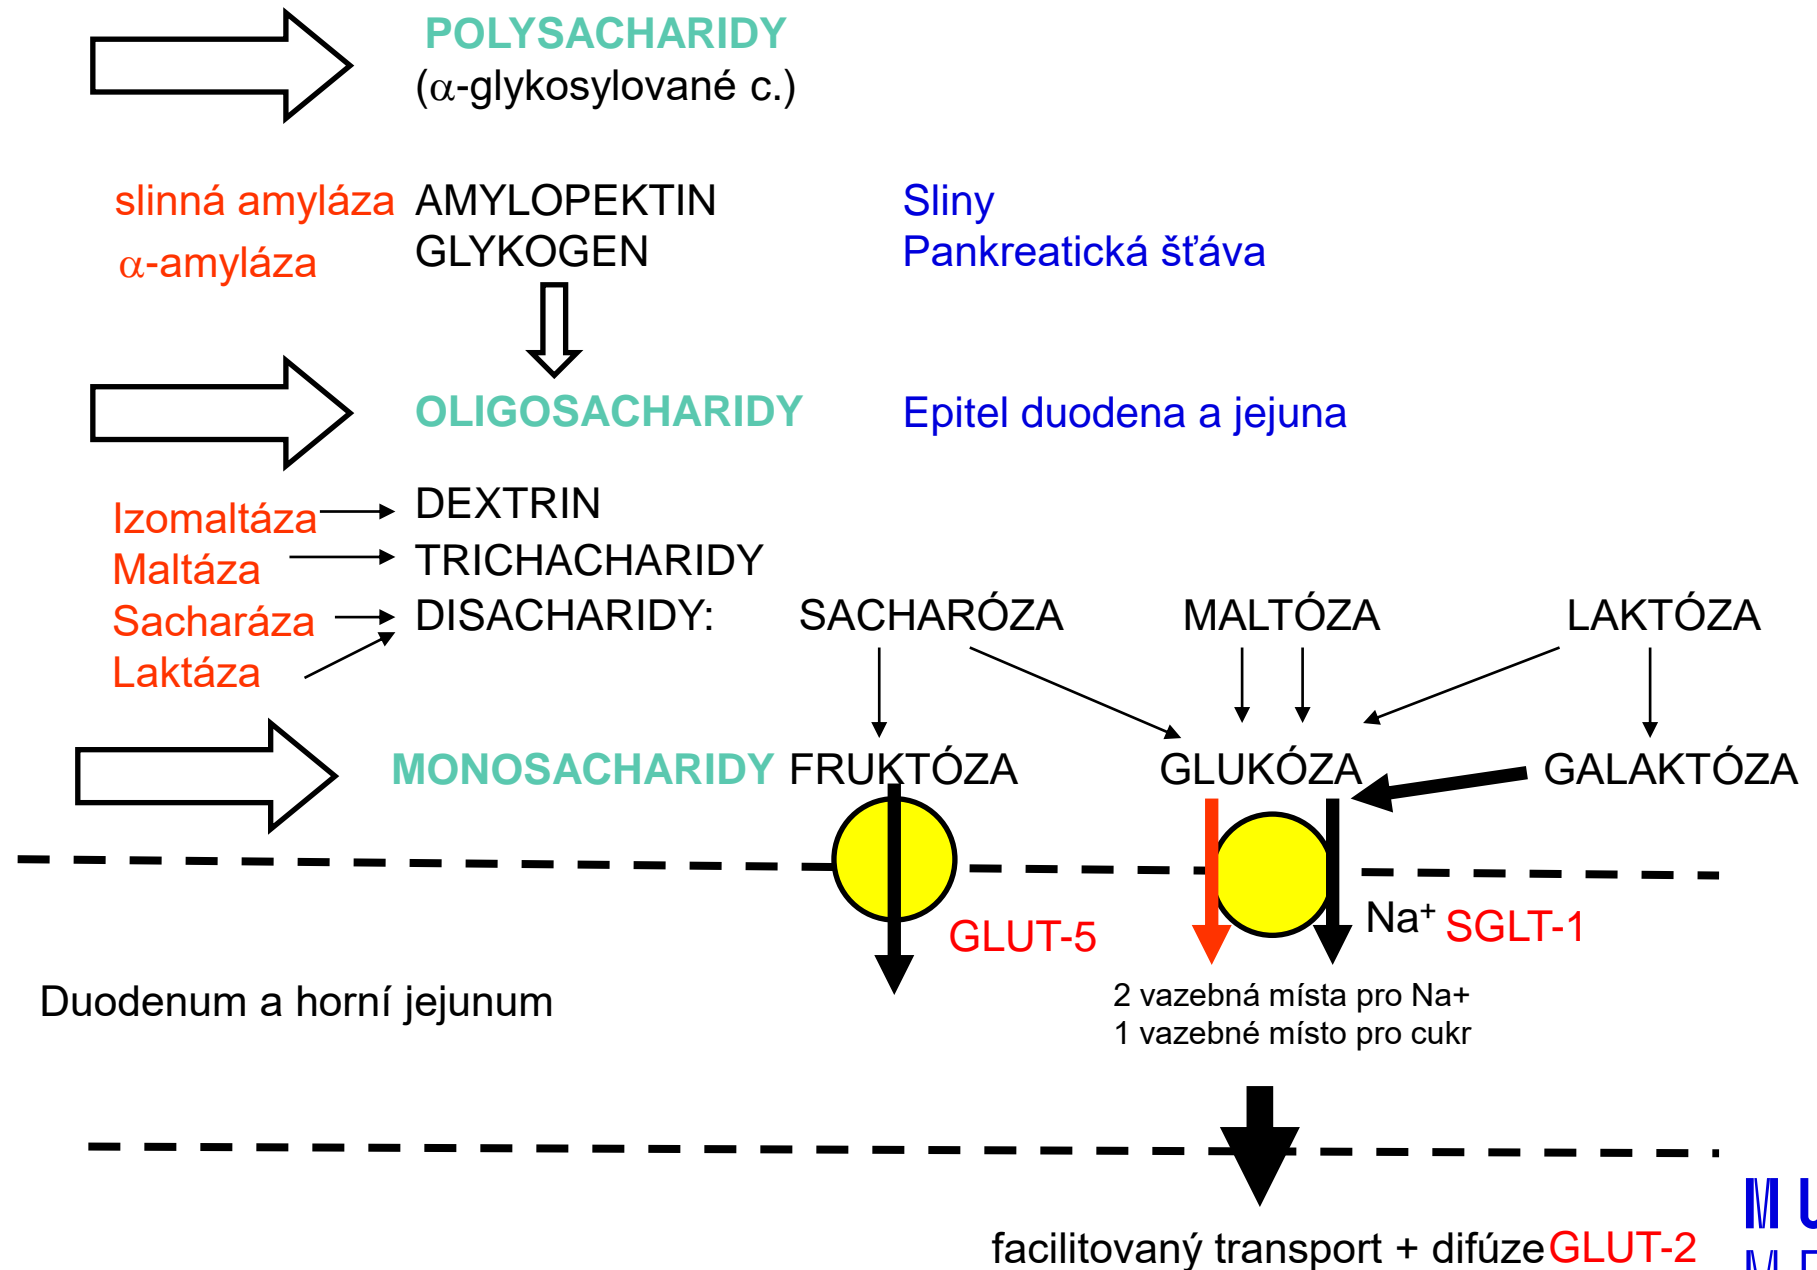 POLYSACHARIDY
(α-glykosylované c.)
slinná amyláza AMYLOPEKTIN Sliny
α-amyláza GLYKOGEN Pankreatická šťáva
OLIGOSACHARIDY Epitel duodena a jejuna
Izomaltáza DEXTRIN
Maltáza TRICHACHARIDY
Sacharáza DISACHARIDY: SACHARÓZA MALTÓZA LAKTÓZA
Laktáza
MONOSACHARIDY FRUKTÓZA GLUKÓZA GALAKTÓZA
GLUT-5 Na+ SGLT-1
Duodenum a horní jejunum
2 vazebná místa pro Na+
1 vazebné místo pro cukr
facilitovaný transport + difúze GLUT-2
M U